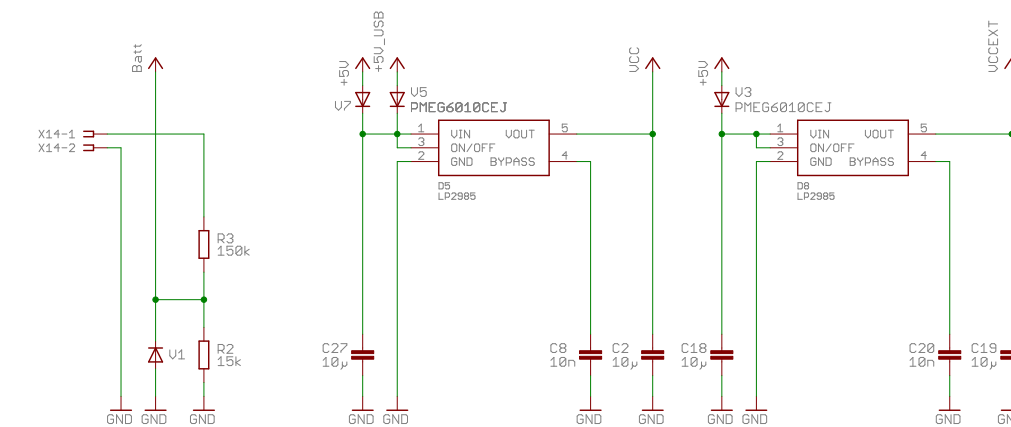 Batt
+5V
+5V_USB
VCC
+5V
VCCEXT
V7
V5
PMEG6010CEJ
V3
PMEG6010CEJ
X14-1
X14-2
1
3
2
VIN
ON/OFF
GND
VOUT
BYPASS
5
4
D5
LP2985
1
3
2
VIN
ON/OFF
GND
VOUT
BYPASS
5
4
D8
LP2985
R3
150k
V1
R2
15k
C27
10µ
C8
10n
C2
10µ
C18
10µ
C20
10n
C19
10µ
GND
GND
GND
GND
GND
GND
GND
GND
GND
GND